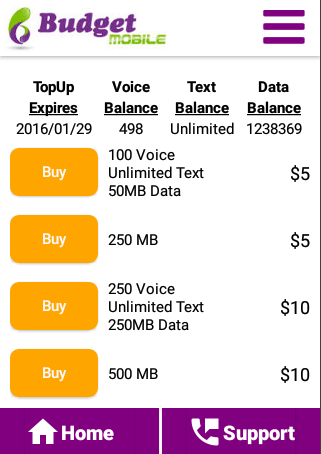 Budget
MOBILE
TopUp Voice Text Data
Expires Balance Balance Balance
2016/01/29 498 Unlimited 1238369
100 Voice
Buy Unlimited Text $5
50MB Data
Buy 250 MB $5
250 Voice
Buy Unlimited Text $10
250MB Data
Buy 500 MB $10
Home Support